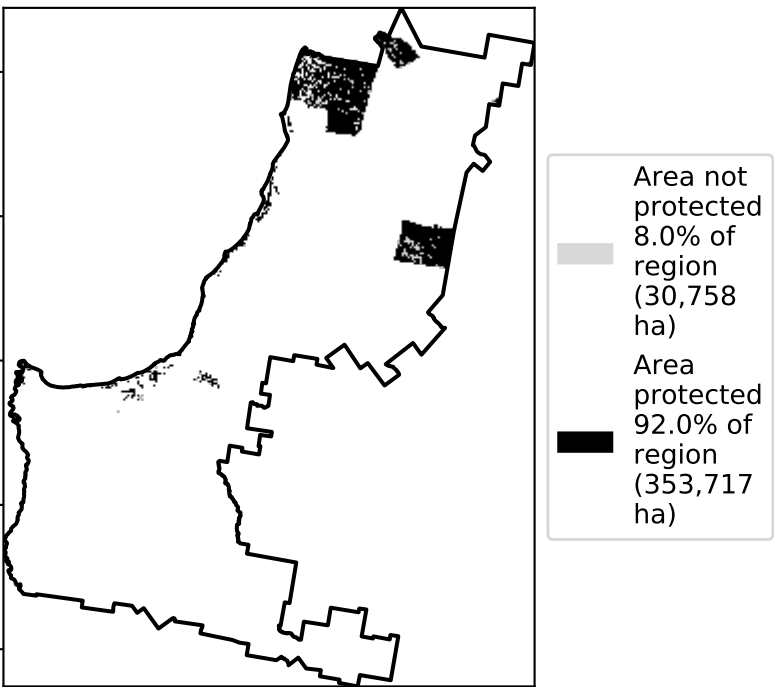 Area not
protected
8.0% of
region
(30,758
ha)
Area
protected
92.0% of
region
(353,717
ha)